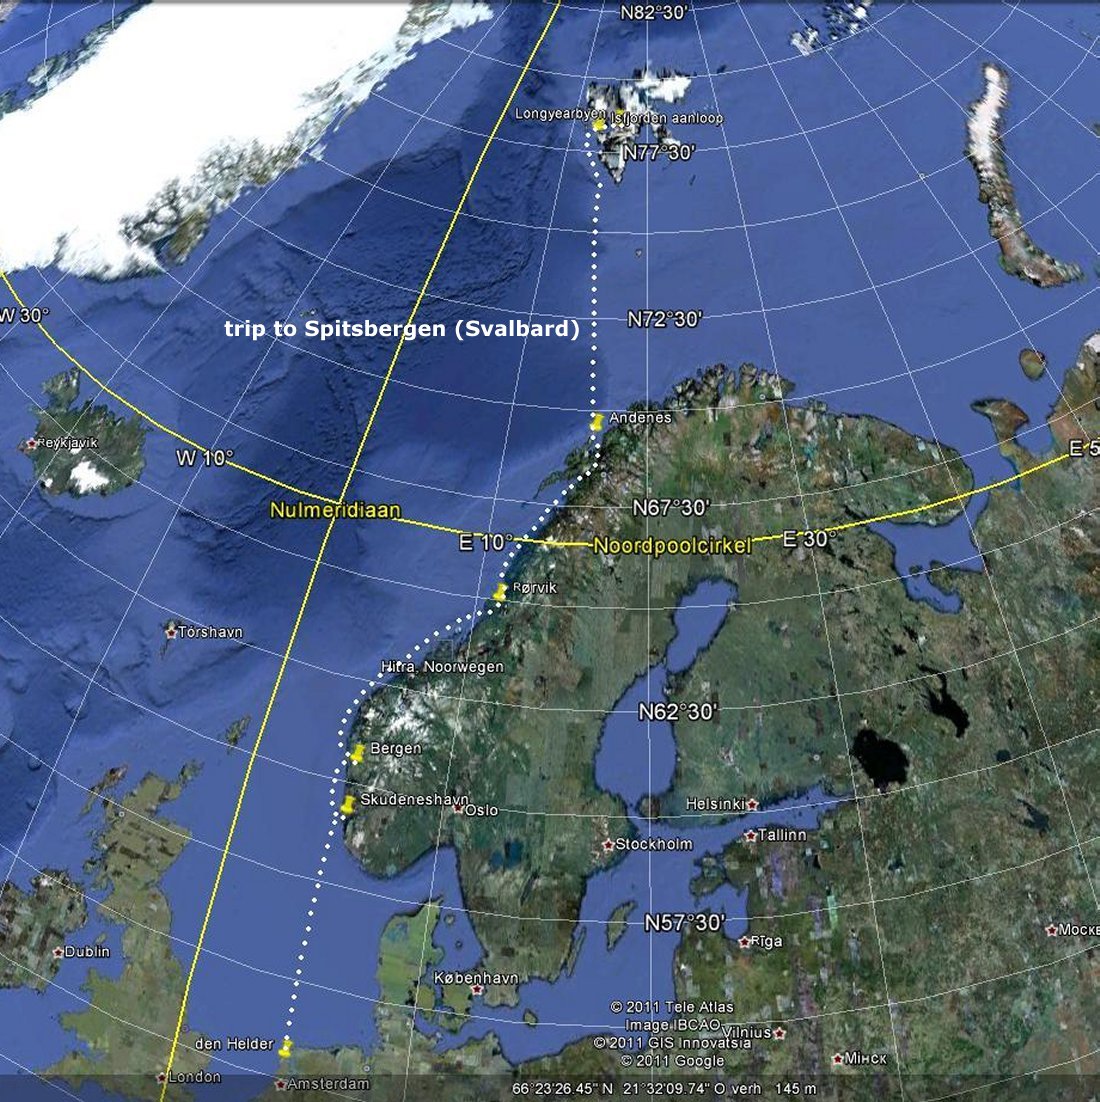 N82°30'
Longyearbyen
Isfjorden aanloop
N77°30'
W 30°
trip to Spitsbergen (Svalbard)
N72°30'
Andenes
Reykjavik
W 10°
E 5
Nulmeridiaan
N67°30'
E 10°
Noordpoolcirkel
E 30°
Rørvik
Tórshavn
Hitra, Noorwegen
N62°30'
Bergen
Skudeneshavn
Oslo
Helsinki
Stockholm
Tallinn
N57°30'
Москв
Dublin
Rīga
København
© 2011 Tele Atlas
Image IBCAO
Vilnius
© 2011 GIS Innovatsia
© 2011 Google
den Helder
Мінск
London
Amsterdam
66°23'26.45" N 21°32'09.74" O verh 145 m